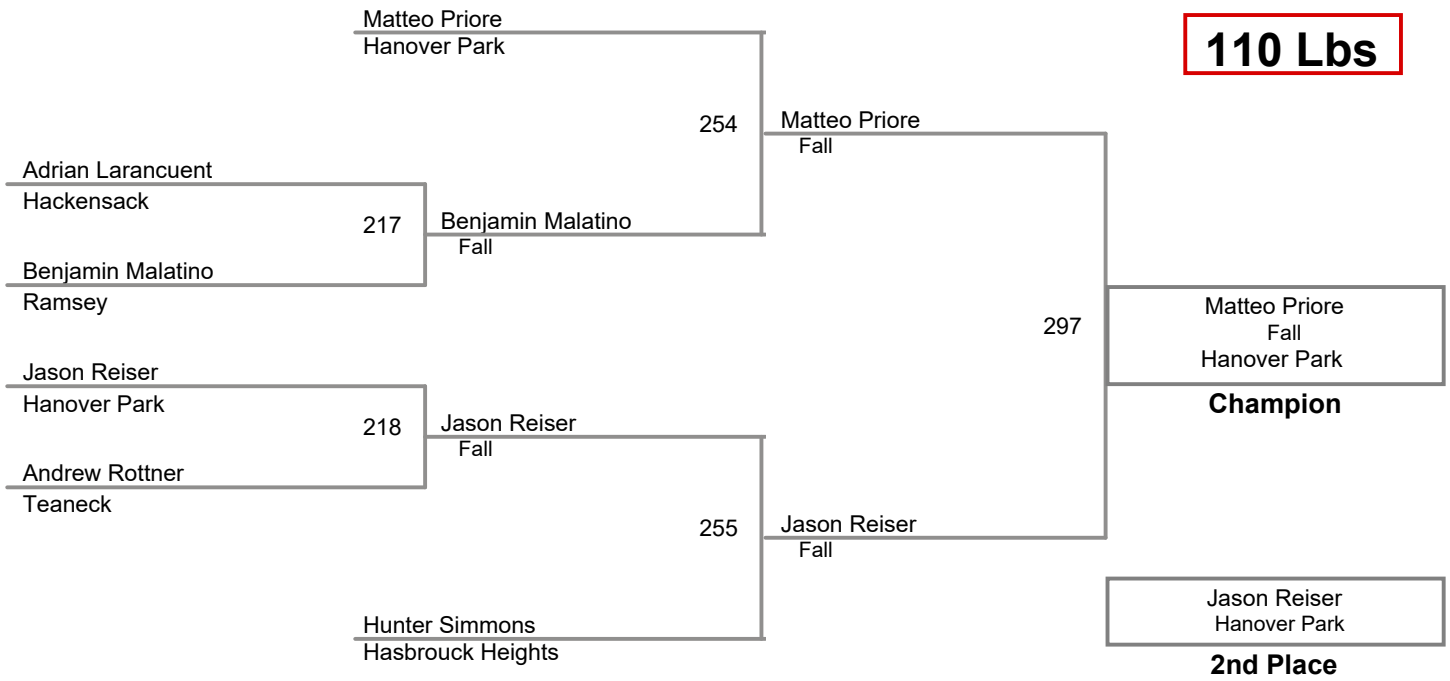 Matteo Priore
Hanover Park
110 Lbs
254
Matteo Priore
Fall
Adrian Larancuent
Hackensack
217
Benjamin Malatino
Fall
Benjamin Malatino
Ramsey
297
Matteo Priore
Fall
Hanover Park
Champion
Jason Reiser
Hanover Park
218
Jason Reiser
Fall
Andrew Rottner
Teaneck
255
Jason Reiser
Fall
Hunter Simmons
Hasbrouck Heights
Jason Reiser
Hanover Park
2nd Place